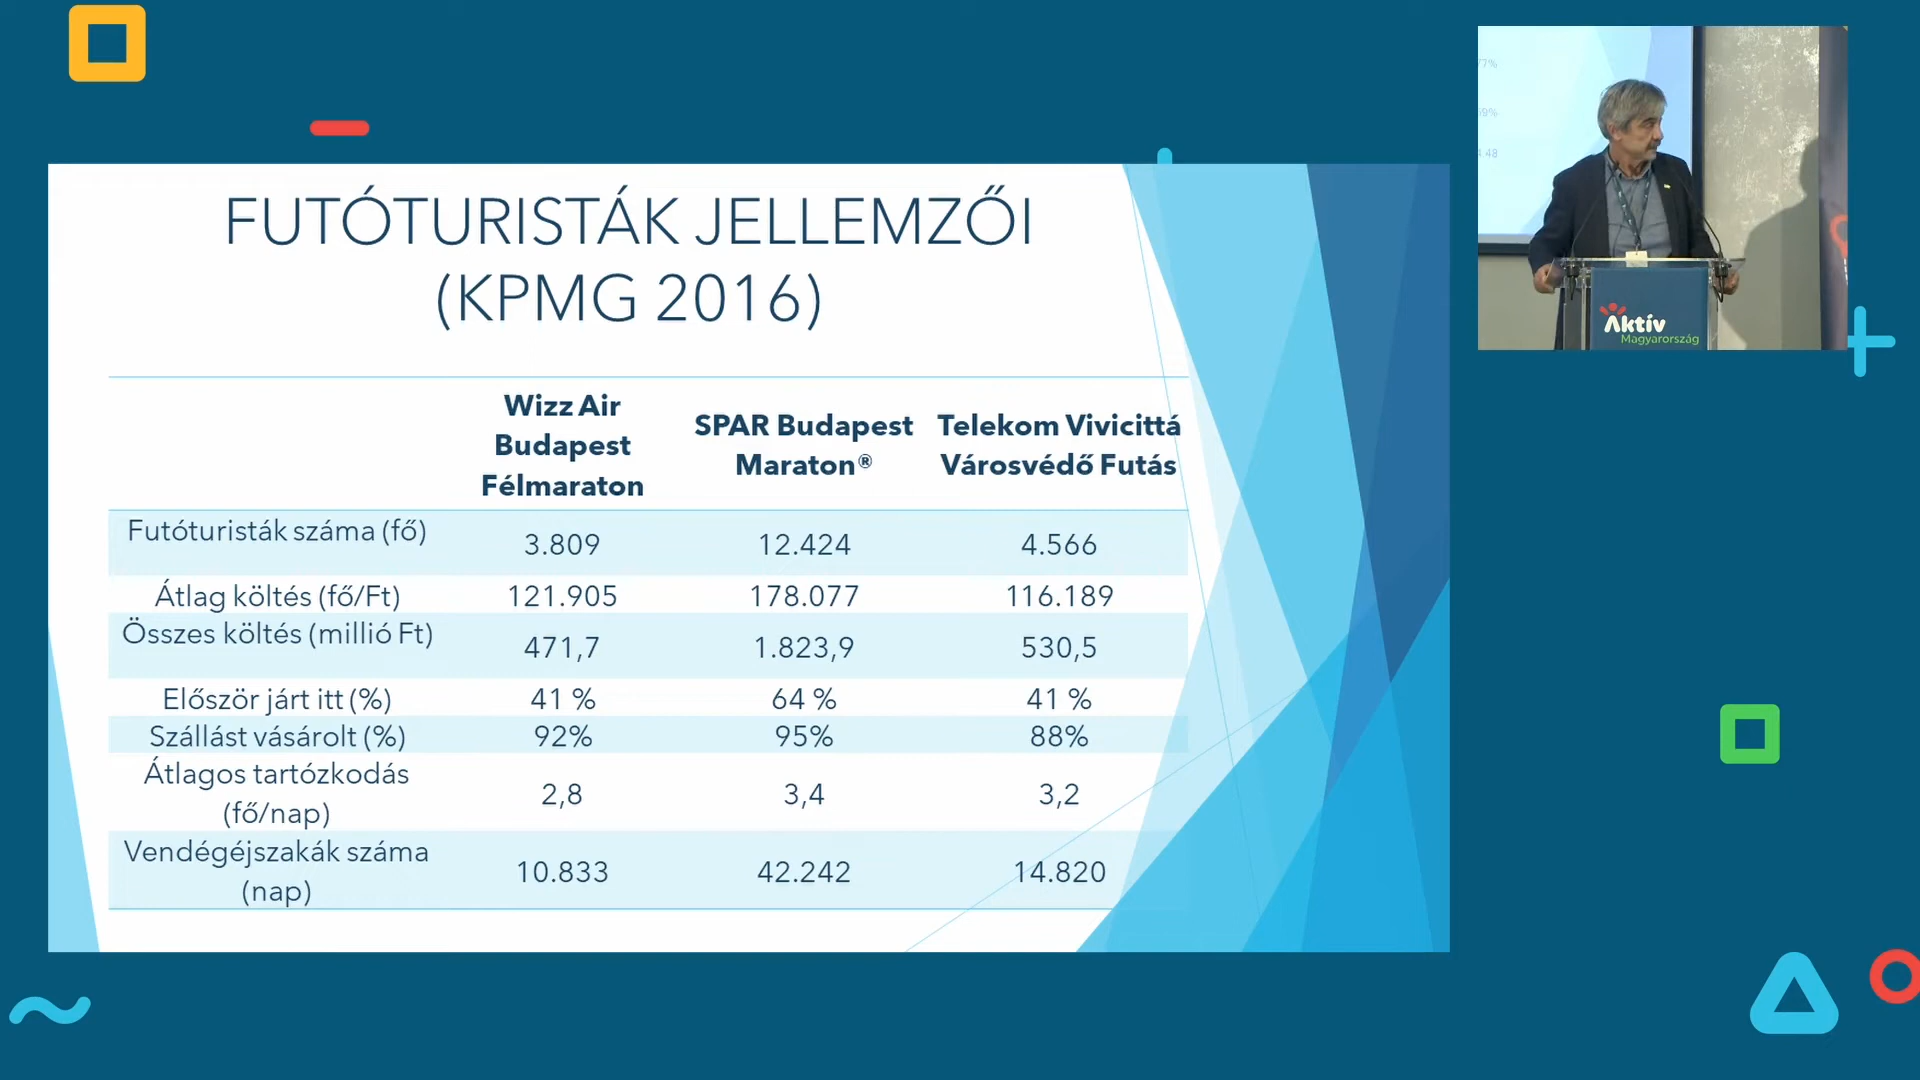 FUTÓTURISTÁK JELLEMZŐI
(KPMG 2016)
Wizz Air
Budapest
Félmaraton
SPAR Budapest
Maraton®
Telekom Vivicittá
Városvédő Futás
Futóturisták száma (fő)
3.809
12.424
4.566
Átlag költés (fő/Ft)
121.905
178.077
116.189
Összes költés (millió Ft)
471,7
1.823,9
530,5
Először járt itt (%)
41 %
64 %
41 %
Szállást vásárolt (%)
92%
95%
88%
Átlagos tartózkodás
(fő/nap)
2,8
3,4
3,2
Vendégéjszakák száma
(nap)
10.833
42.242
14.820
Aktív
Magyarország